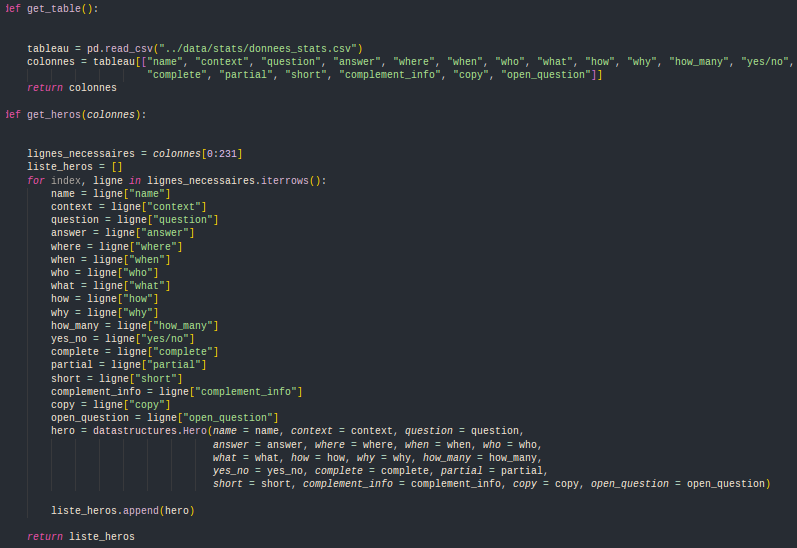 def get_table():
tableau = pd.read_csv("../data/stats/donnees_stats.csv")
colonnes = tableau[["name", "context", "question", "answer", "where", "when", "who", "what", "how", "why", "how_many", "yes/no",
"complete", "partial", "short", "complement_info", "copy", "open_question"]]
return colonnes
def get_heros(colonnes):
lignes_necessaires = colonnes[0:231]
liste_heros = []
for index, ligne in lignes_necessaires.iterrows():
name = ligne["name"]
context = ligne["context"]
question = ligne["question"]
answer = ligne["answer"]
where = ligne["where"]
when = ligne["when"]
who = ligne["who"]
what = ligne["what"]
how = ligne["how"]
why = ligne["why"]
how_many = ligne["how_many"]
yes_no = ligne["yes/no"]
complete = ligne["complete"]
partial = ligne["partial"]
short = ligne["short"]
complement_info = ligne["complement_info"]
copy = ligne["copy"]
open_question = ligne["open_question"]
hero = datastructures.Hero(name = name, context = context, question = question,
answer = answer, where = where, when = when, who = who,
what = what, how = how, why = why, how_many = how_many,
yes_no = yes_no, complete = complete, partial = partial,
short = short, complement_info = complement_info, copy = copy, open_question = open_question)
liste_heros.append(hero)
return liste_heros